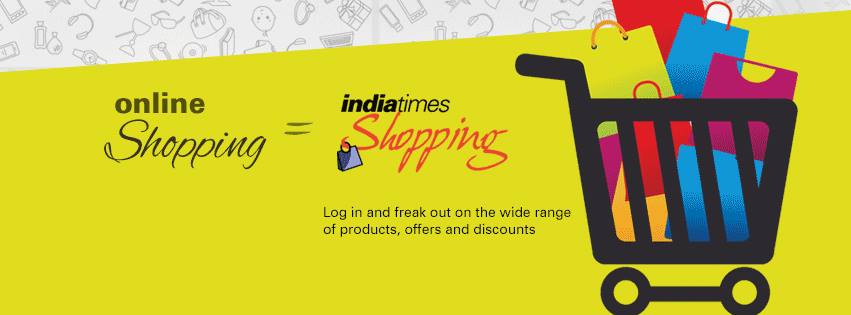 online
Shopping
=
indiatimes
Shopping
Log in and freak out on the wide range
of products, offers and discounts